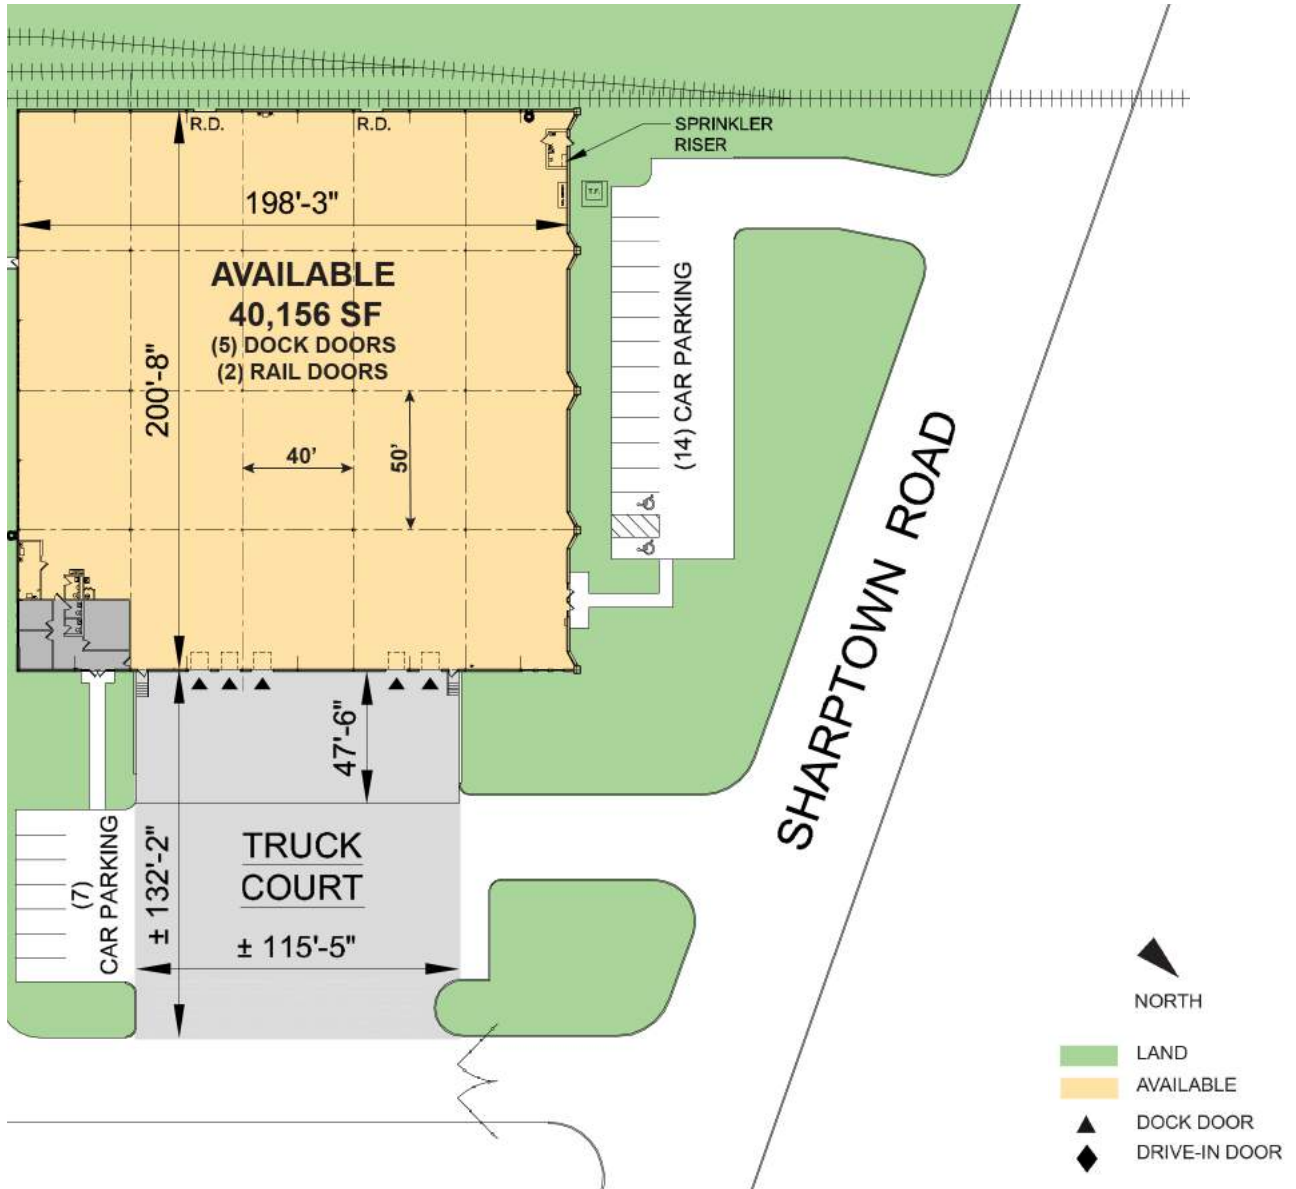 R.D.
R.D.
SPRINKLER
RISER
T.F.
198'-3"
AVAILABLE
40,156 SF
(5) DOCK DOORS
(2) RAIL DOORS
200'-8"
40'
50'
(14) CAR PARKING
SHARPTOWN ROAD
47'-6"
± 132'-2"
TRUCK
COURT
± 115'-5"
(7)
CAR PARKING
NORTH
LAND
AVAILABLE
DOCK DOOR
DRIVE-IN DOOR